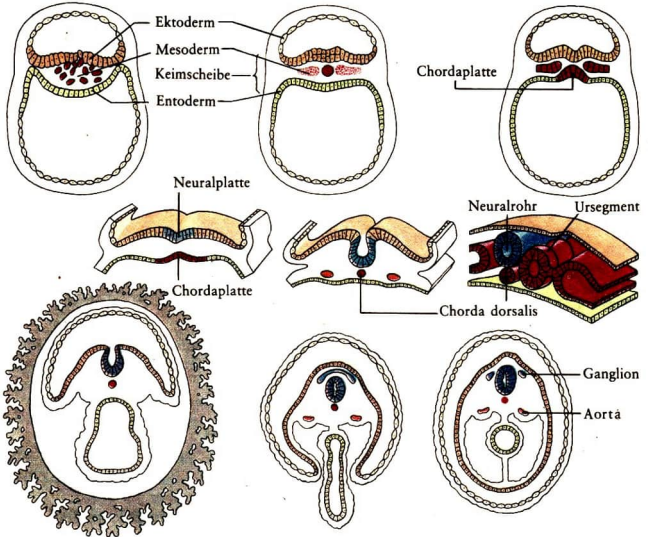 Ektoderm
Mesoderm
Keimscheibe
Entoderm
Chordaplatte
Neuralplatte
Chordaplatte
Neuralrohr
Ursegment
Chorda dorsalis
Ganglion
Aorta